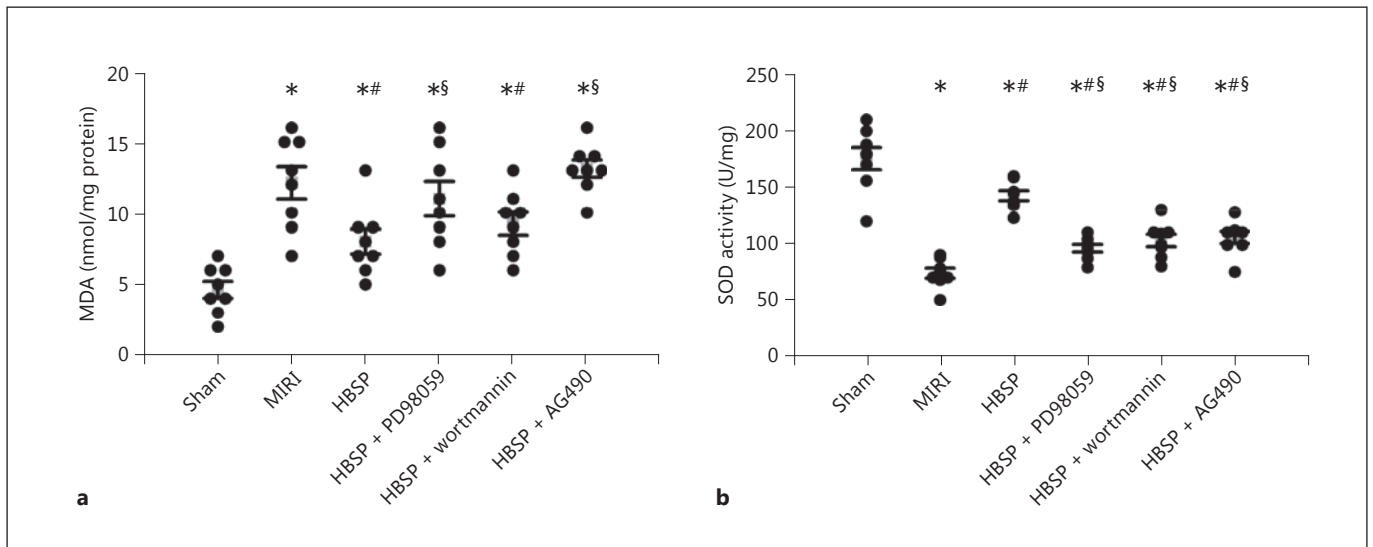 MDA (nmol/mg protein)
20
15
10
5
0
* *# *§ *# *§
Sham
MIRI
HBSP
HBSP + PD98059
HBSP + wortmannin
HBSP + AG490
a
SOD activity (U/mg)
250
200
150
100
50
0
* *# *#§ *#§ *#§
Sham
MIRI
HBSP
HBSP + PD98059
HBSP + wortmannin
HBSP + AG490
b